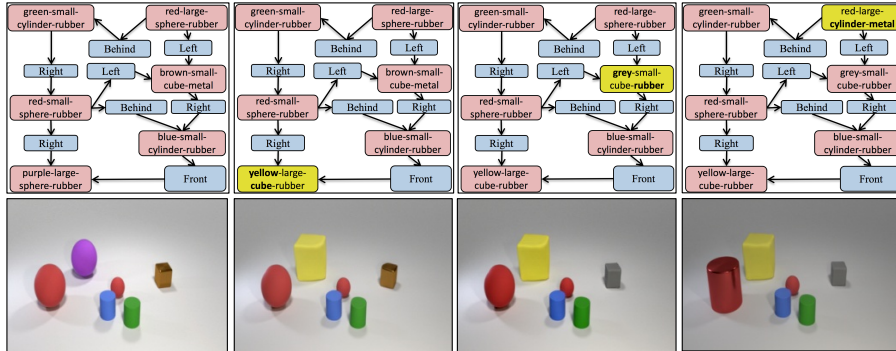 green-small-
cylinder-rubber
red-large-
sphere-rubber
Behind
Left
Right
Left
brown-small-
cube-metal
red-small-
sphere-rubber
Behind
Right
Right
blue-small-
cylinder-rubber
purple-large-
sphere-rubber
Front
green-small-
cylinder-rubber
red-large-
sphere-rubber
Behind
Left
Right
Left
brown-small-
cube-metal
red-small-
sphere-rubber
Behind
Right
Right
blue-small-
cylinder-rubber
yellow-large-
cube-rubber
Front
green-small-
cylinder-rubber
red-large-
sphere-rubber
Behind
Left
Right
Left
grey-small-
cube-rubber
red-small-
sphere-rubber
Behind
Right
Right
blue-small-
cylinder-rubber
yellow-large-
cube-rubber
Front
green-small-
cylinder-rubber
red-large-
cylinder-metal
Behind
Left
Right
Left
grey-small-
cube-rubber
red-small-
sphere-rubber
Behind
Right
Right
blue-small-
cylinder-rubber
yellow-large-
cube-rubber
Front